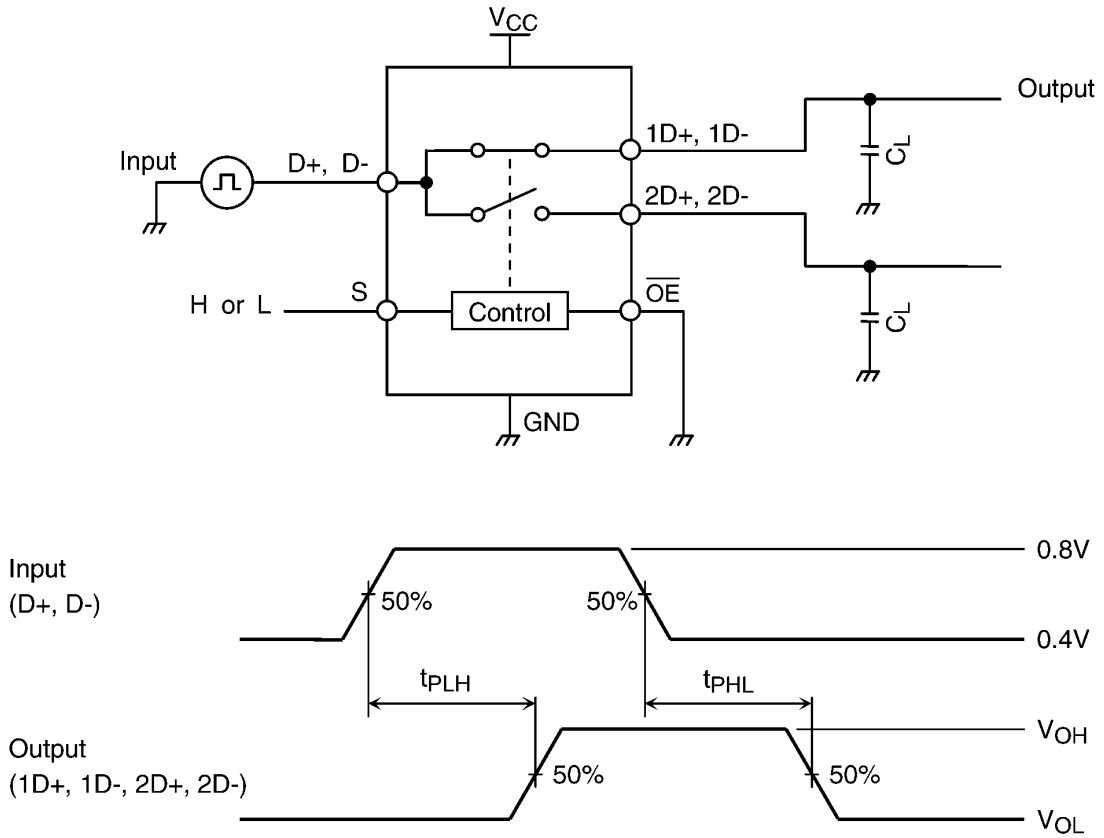 VCC
Output
1D+, 1D-
Input
D+, D-
CL
2D+, 2D-
S
OE
H or L
Control
CL
GND
0.8V
Input
(D+, D-)
50%
50%
0.4V
tPLH
tPHL
VOH
Output
(1D+, 1D-, 2D+, 2D-)
50%
50%
VOL